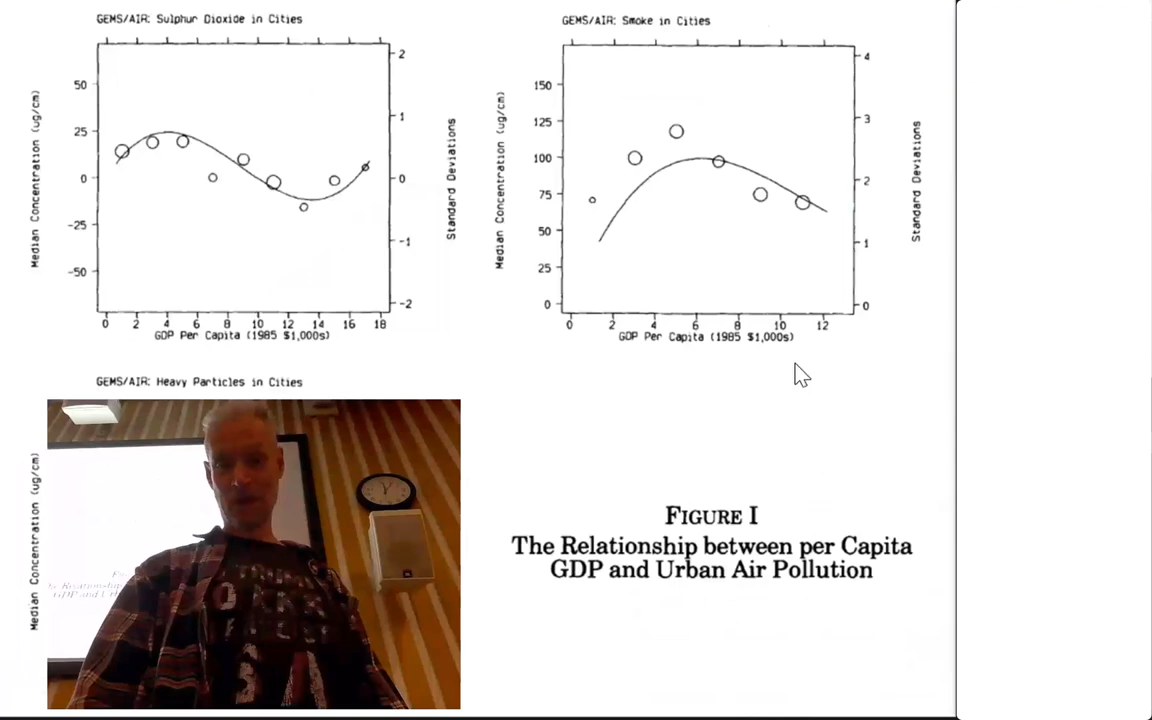 GEMS/AIR: Sulphur Dioxide in Cities
Median Concentration (ug/cm)
50
25
0
-25
-50
2
1
0
-1
-2
Standard Deviations
0 2 4 6 8 10 12 14 16 18
GDP Per Capita (1985 $1,000s)
GEMS/AIR: Smoke in Cities
Median Concentration (ug/cm)
150
125
100
75
50
25
0
4
3
2
1
0
Standard Deviations
0 2 4 6 8 10 12
GDP Per Capita (1985 $1,000s)
GEMS/AIR: Heavy Particles in Cities
Median Concentration (ug/cm)
FIGURE I
The Relationship between per Capita
GDP and Urban Air Pollution